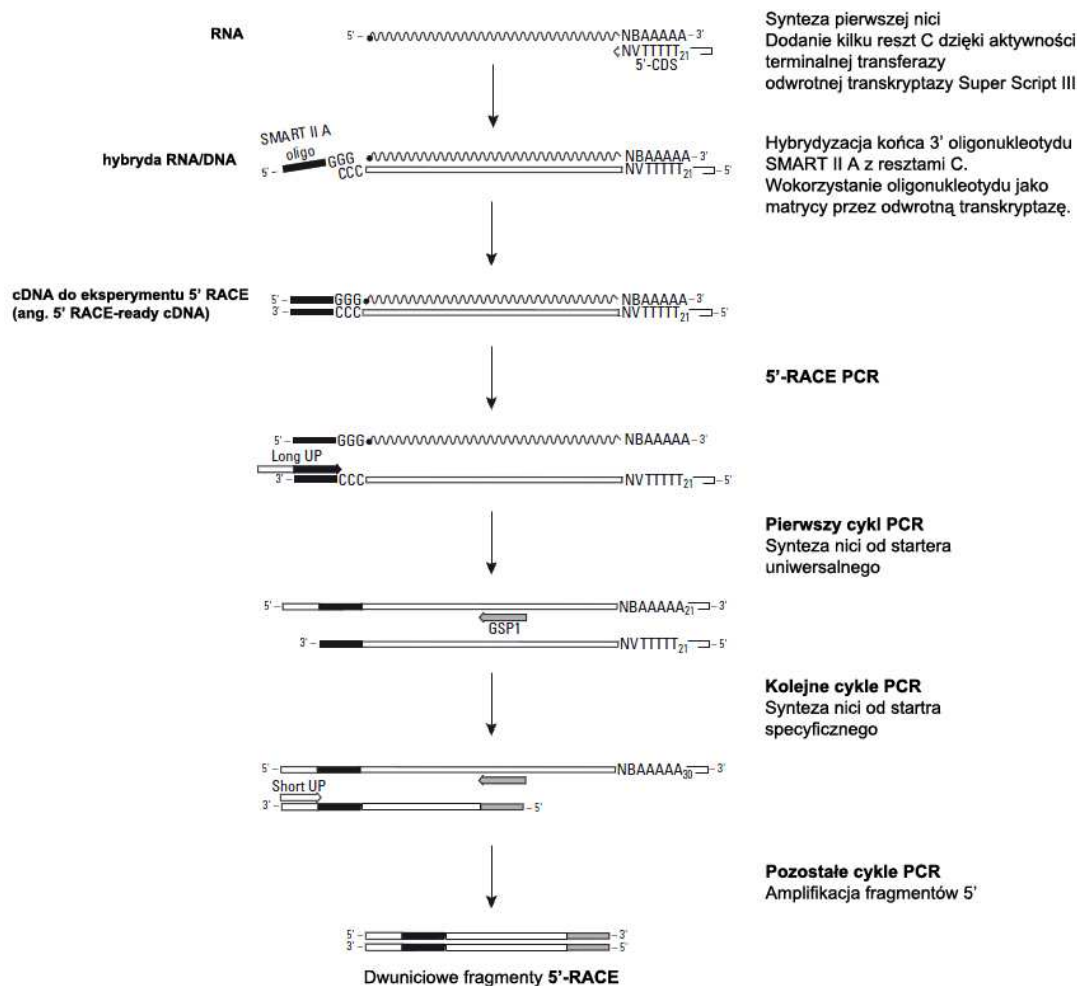 RNA
5' –
NBAAAAA–3'
NVTTTTT21
5'-CDS
Synteza pierwszej nici
Dodanie kilku reszt C dzięki aktywności
terminalnej transferazy
odwrotnej transkryptazy Super Script III
hybryda RNA/DNA
SMART II A
oligo
5' –
GGG
CCC
NBAAAAA–3'
NVTTTTT21
– 5'
Hybrydyzacja końca 3' oligonukleotydu
SMART II A z resztami C.
Wokorzystanie oligonukleotydu jako
matrycy przez odwrotną transkryptazę.
cDNA do eksperymentu 5' RACE
(ang. 5' RACE-ready cDNA)
5' –
GGG
NBAAAAA–3'
3' –
CCC
NVTTTTT21
– 5'
5'-RACE PCR
5' –
GGG
NBAAAAA–3'
Long UP
3' –
CCC
NVTTTTT21
– 5'
Pierwszy cykl PCR
Synteza nici od startera
uniwersalnego
5' –
NBAAAAA21
– 3'
GSP1
3' –
NVTTTTT21
– 5'
Kolejne cykle PCR
Synteza nici od startra
specyficznego
5' –
NBAAAAA30
– 3'
Short UP
3' –
– 5'
Pozostałe cykle PCR
Amplifikacja fragmentów 5'
5' –
–3'
3' –
–5'
Dwuniciowe fragmenty 5'-RACE